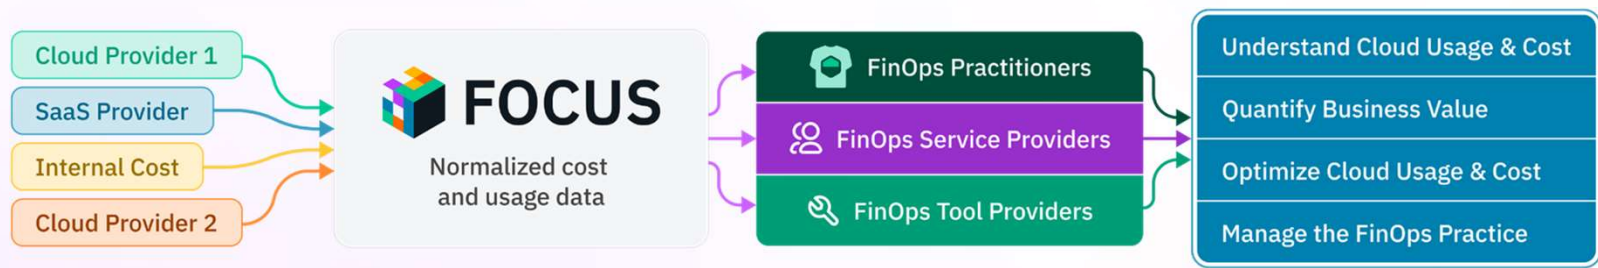 Cloud Provider 1
SaaS Provider
Internal Cost
Cloud Provider 2
FOCUS
Normalized cost
and usage data
FinOps Practitioners
FinOps Service Providers
FinOps Tool Providers
Understand Cloud Usage & Cost
Quantify Business Value
Optimize Cloud Usage & Cost
Manage the FinOps Practice